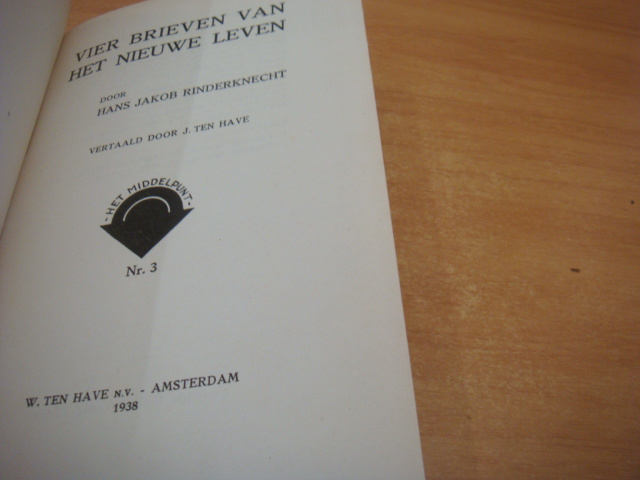 VIER BRIEVEN VAN
HET NIEUWE LEVEN
DOOR
HANS JAKOB RINDERKNECHT
VERTAALD DOOR J. TEN HAVE
- HET MIDDELPUNT -
Nr. 3
W. TEN HAVE N.V. - AMSTERDAM
1938